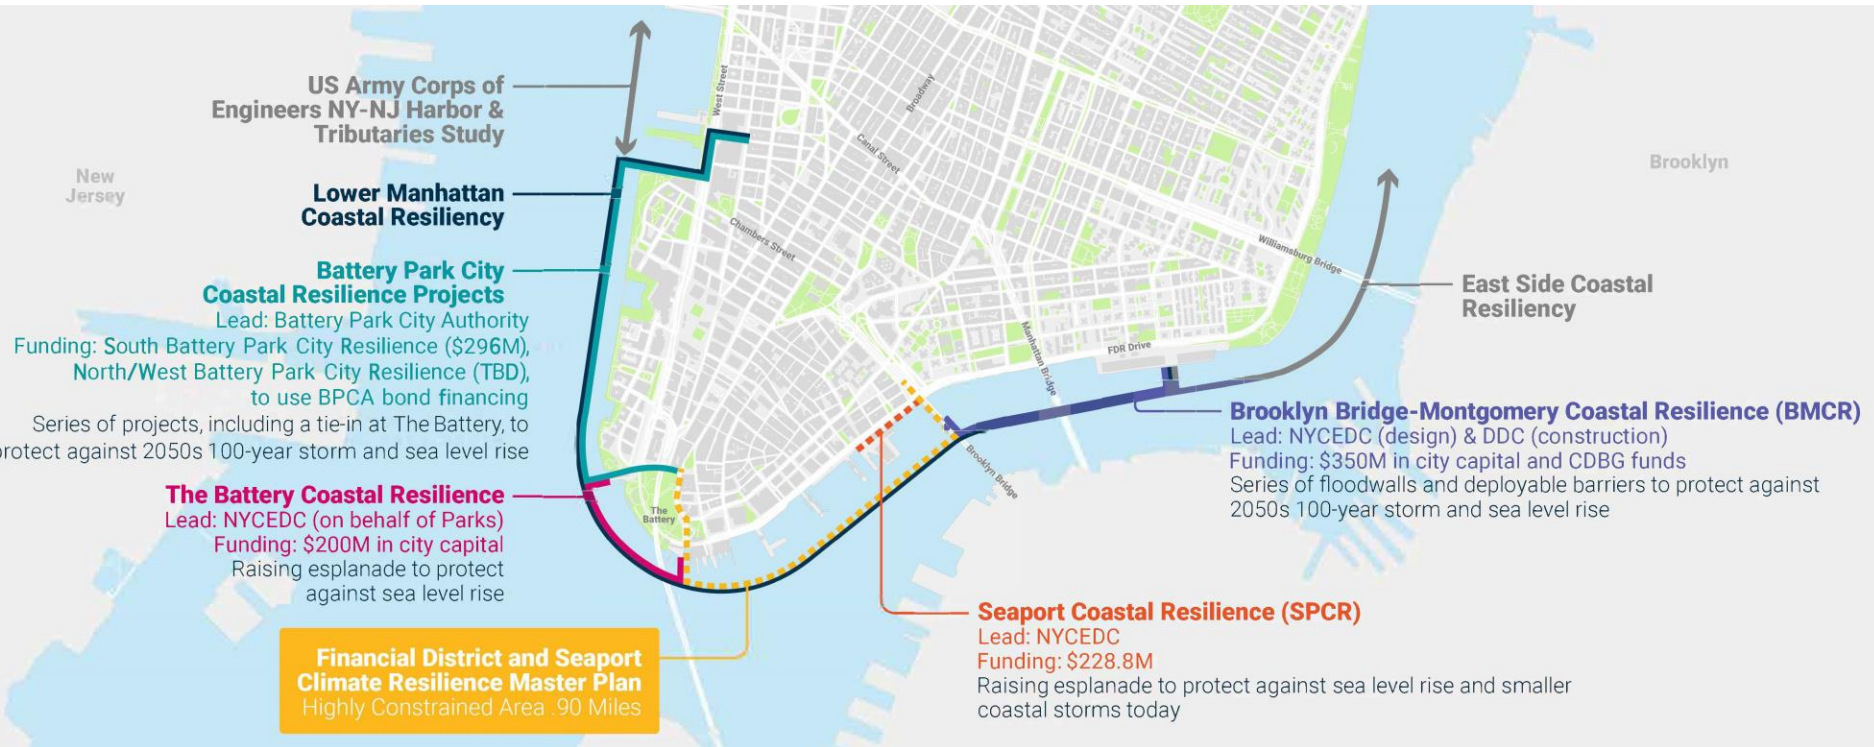 US Army Corps of
Engineers NY-NJ Harbor &
Tributaries Study
New
Jersey
Lower Manhattan
Coastal Resiliency
Battery Park City
Coastal Resilience Projects
Lead: Battery Park City Authority
Funding: South Battery Park City Resilience ($296M),
North/West Battery Park City Resilience (TBD),
to use BPCA bond financing
Series of projects, including a tie-in at The Battery, to
protect against 2050s 100-year storm and sea level rise
The Battery Coastal Resilience
Lead: NYCEDC (on behalf of Parks)
Funding: $200M in city capital
Raising esplanade to protect
against sea level rise
Financial District and Seaport
Climate Resilience Master Plan
Highly Constrained Area .90 Miles
West Street
Broadway
Canal Street
Chambers Street
The
Battery
Manhattan Bridge
FDR Drive
Williamsburg Bridge
Brooklyn Bridge
Brooklyn
East Side Coastal
Resiliency
Brooklyn Bridge-Montgomery Coastal Resilience (BMCR)
Lead: NYCEDC (design) & DDC (construction)
Funding: $350M in city capital and CDBG funds
Series of floodwalls and deployable barriers to protect against
2050s 100-year storm and sea level rise
Seaport Coastal Resilience (SPCR)
Lead: NYCEDC
Funding: $228.8M
Raising esplanade to protect against sea level rise and smaller
coastal storms today